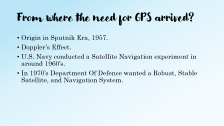 From where the need for GPS arrived?
• Origin in Sputnik Era, 1957.
• Doppler's Effect.
• U.S. Navy conducted a Satellite Navigation experiment in
around 1960's.
• In 1970's Department Of Defense wanted a Robust, Stable
Satellite, and Navigation System.